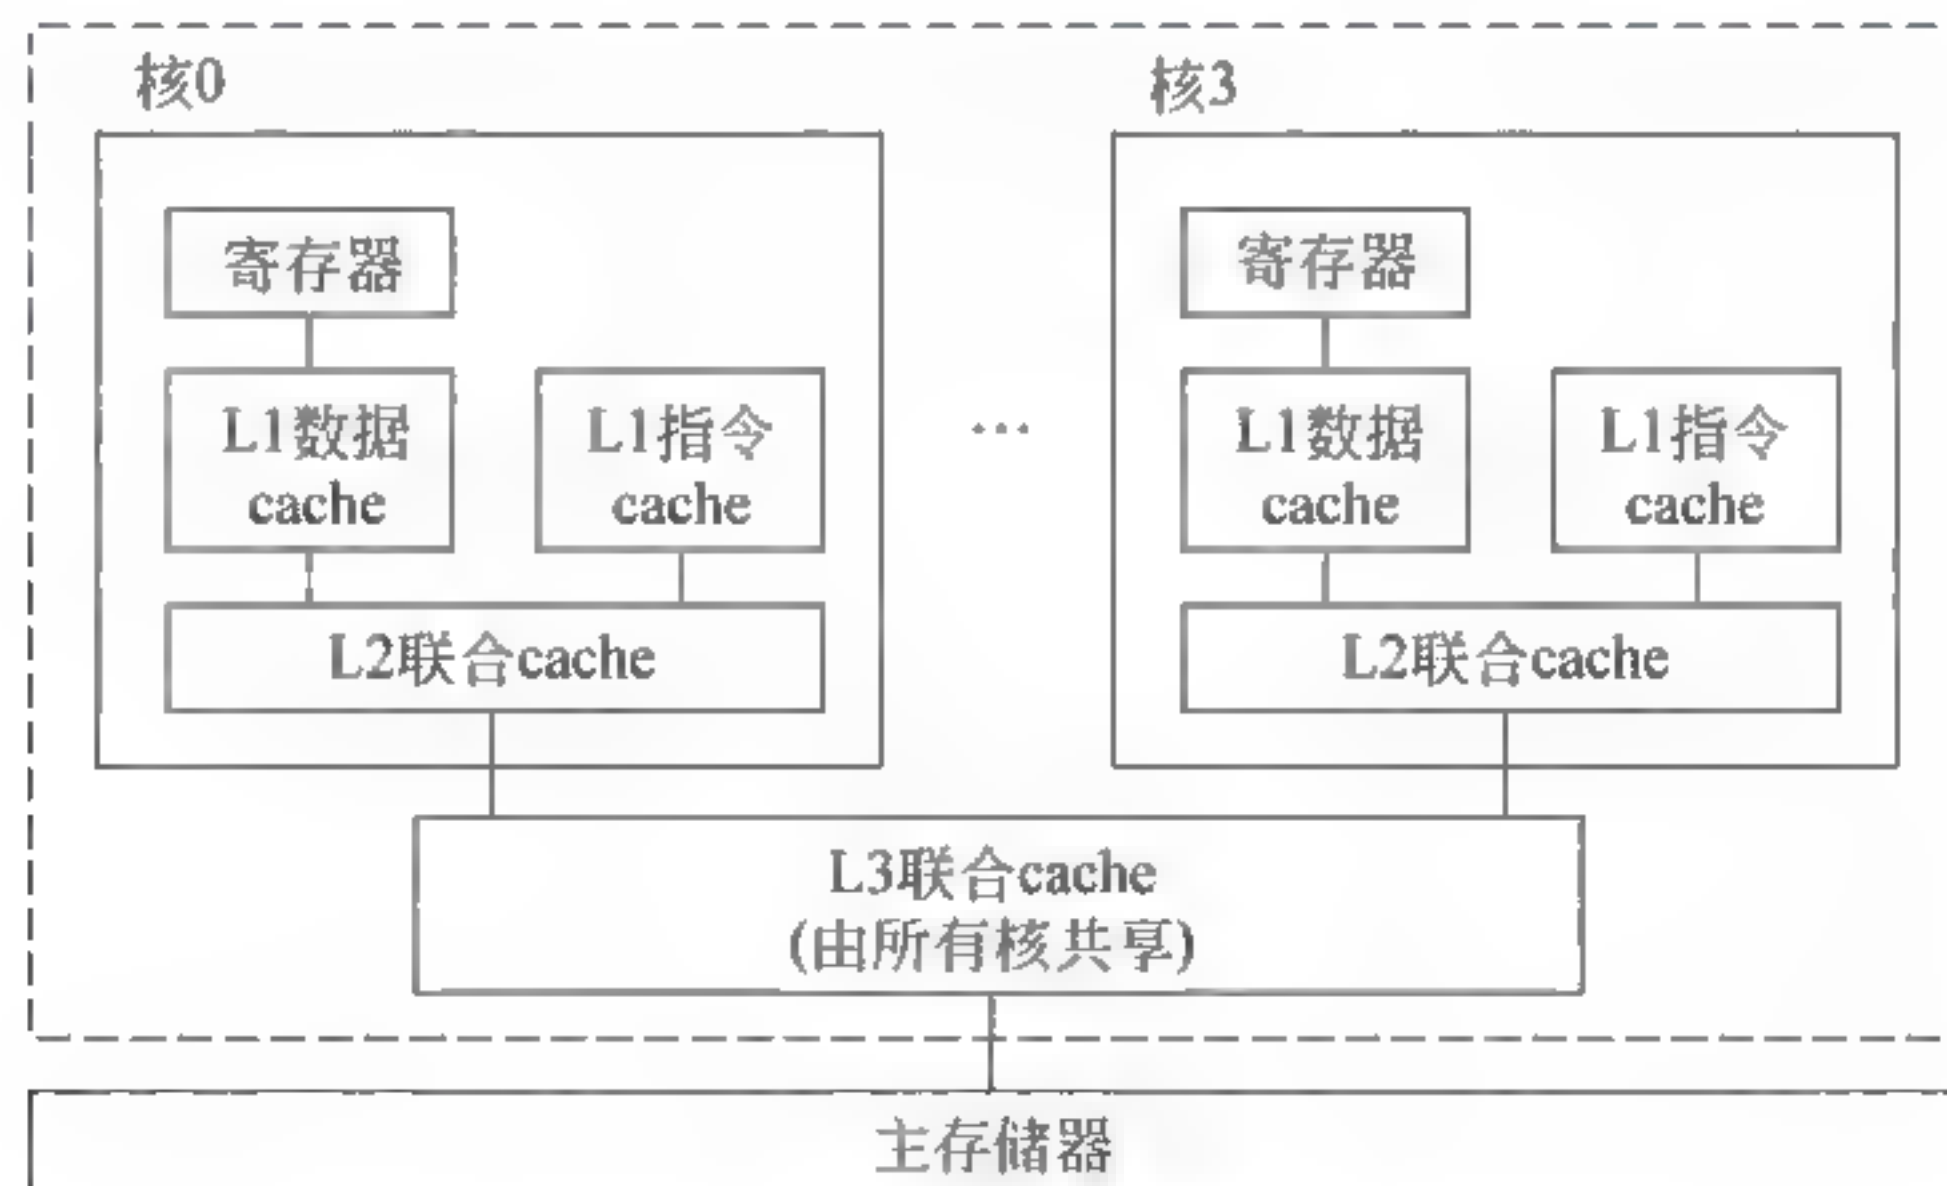 核0
寄存器
L1数据
cache
L1指令
cache
L2联合cache
…
核3
寄存器
L1数据
cache
L1指令
cache
L2联合cache
L3联合cache
(由所有核共享)
主存储器